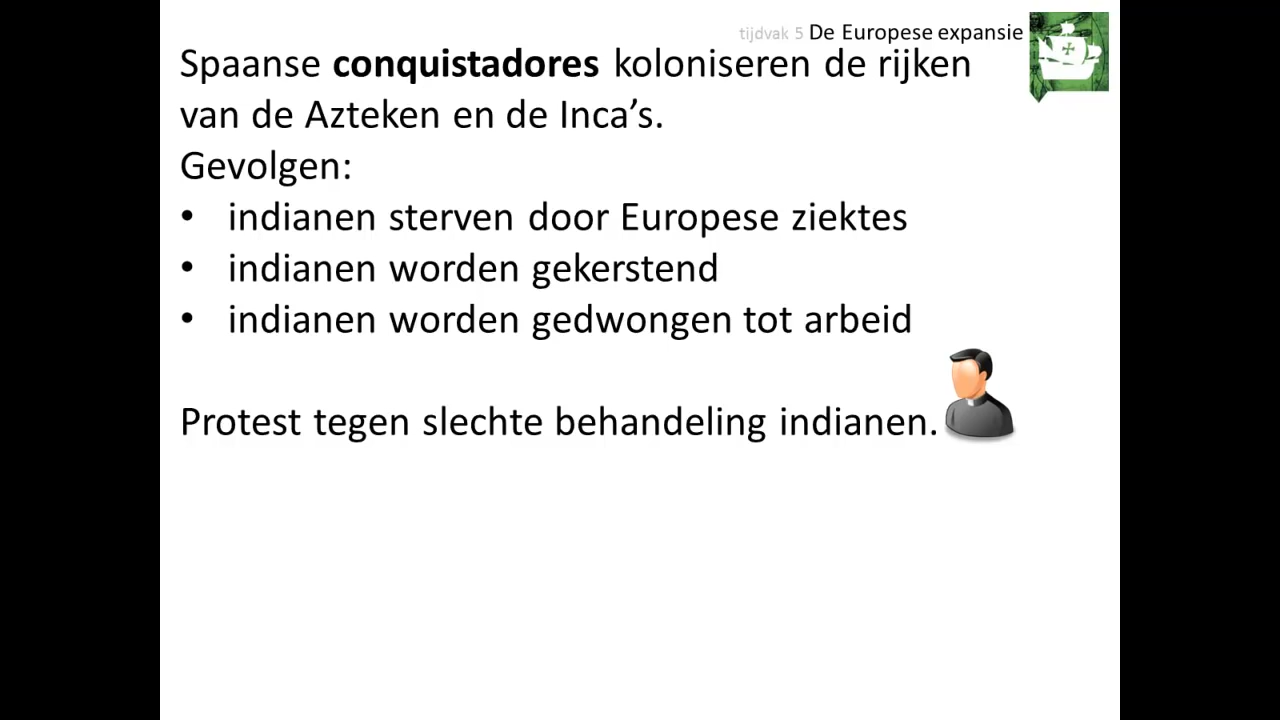 tijdvak 5 De Europese expansie
Spaanse conquistadores koloniseren de rijken
van de Azteken en de Inca’s.
Gevolgen:
• indianen sterven door Europese ziektes
• indianen worden gekerstend
• indianen worden gedwongen tot arbeid
Protest tegen slechte behandeling indianen.